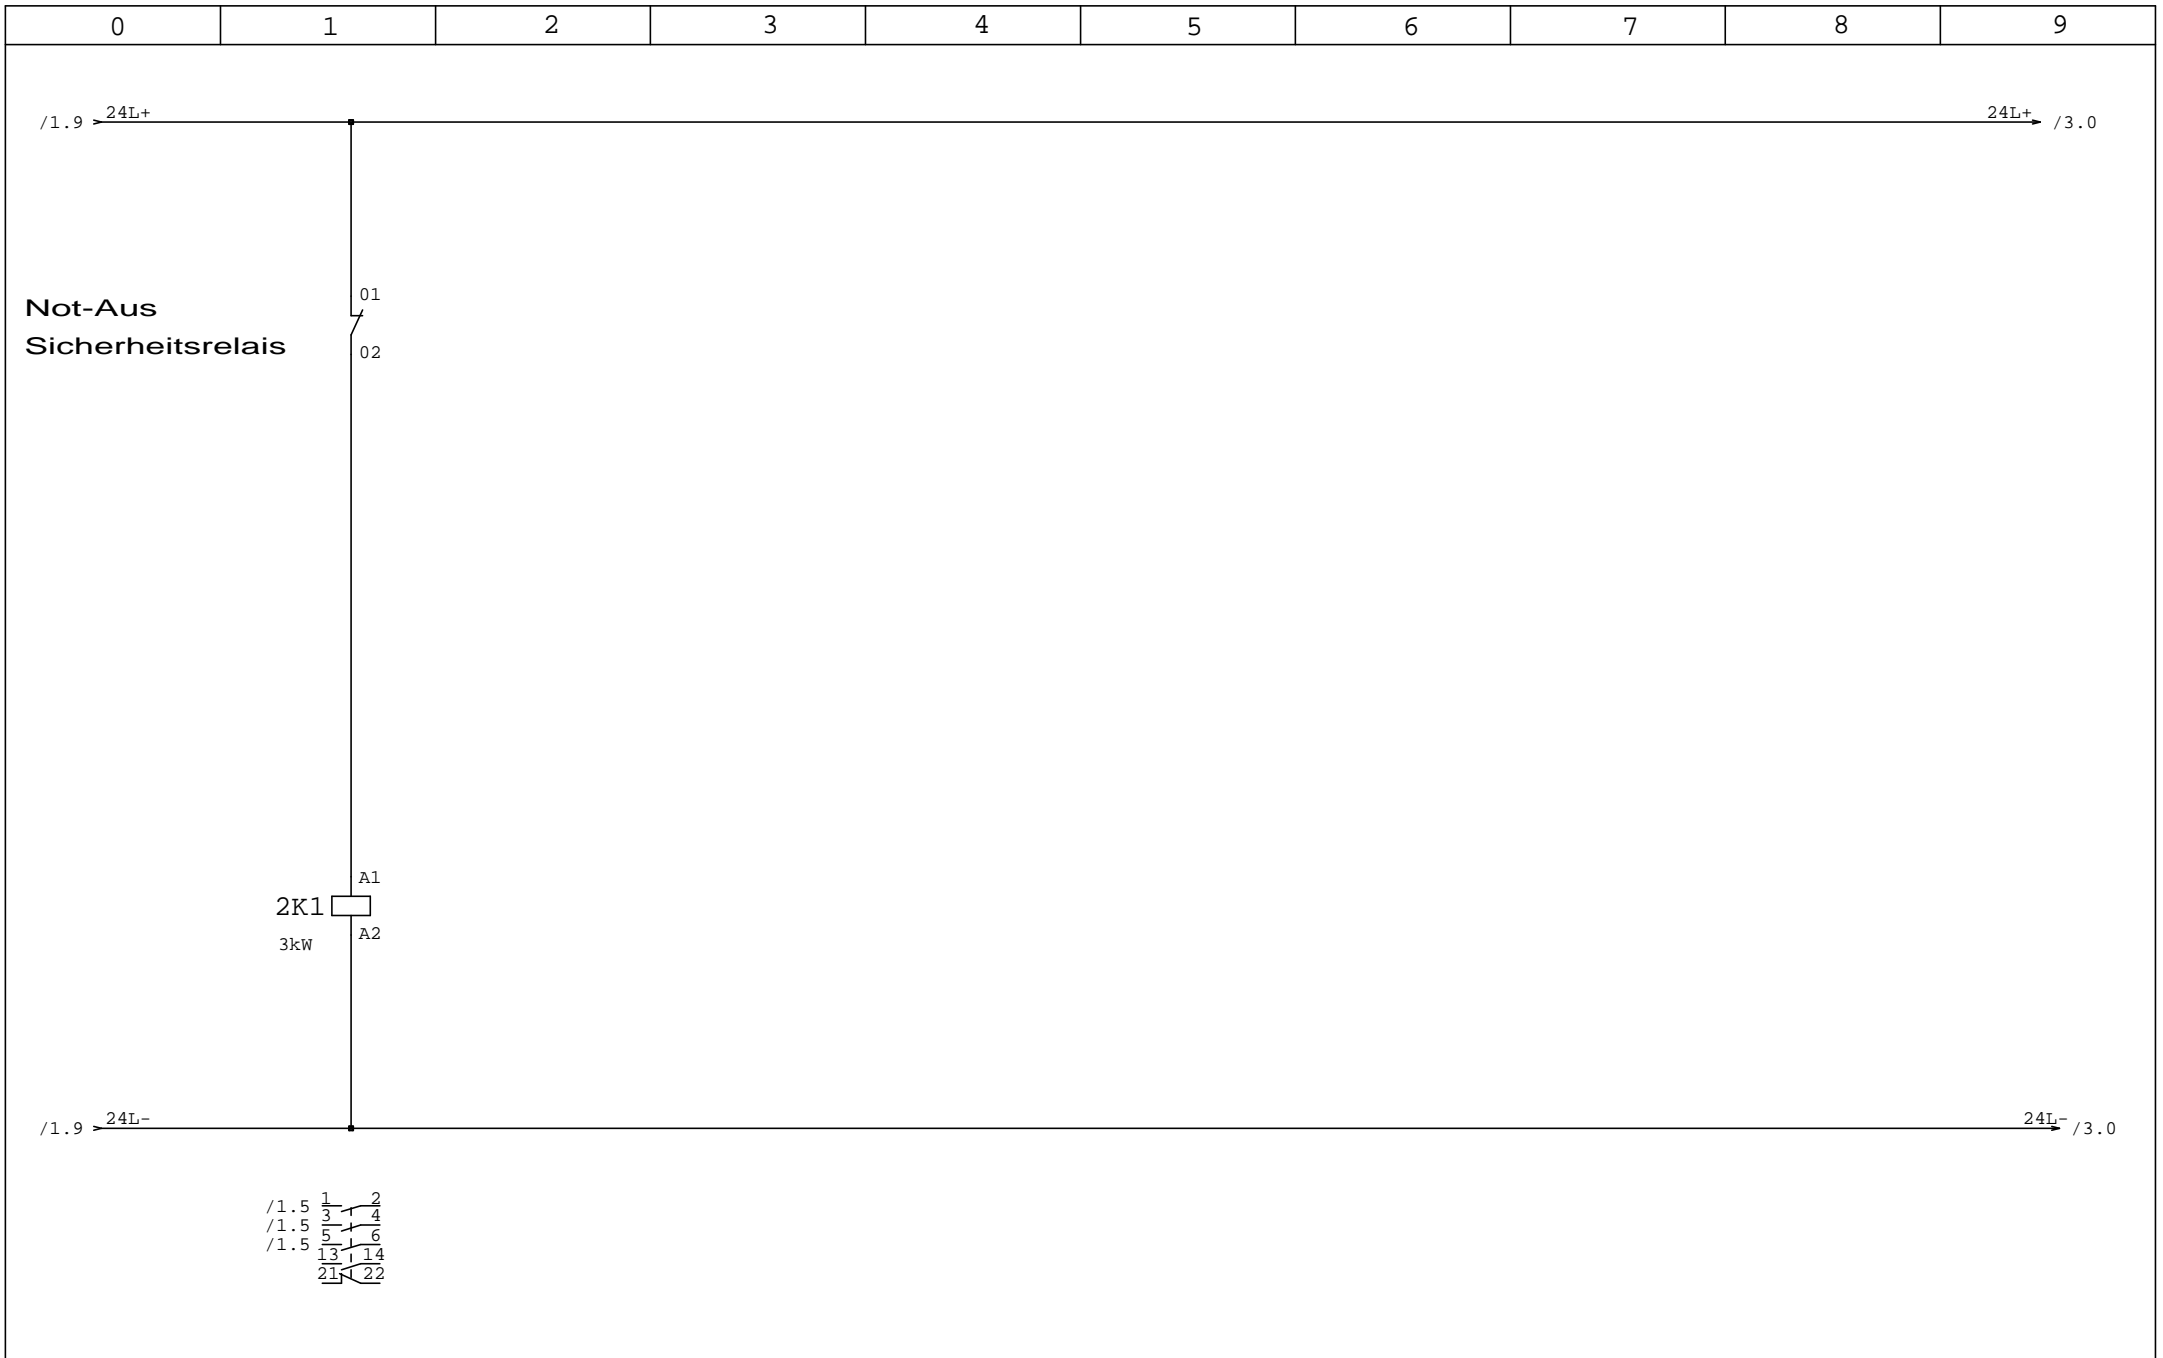 0 1 2 3 4 5 6 7 8 9
/1.9 24L+ 24L+ /3.0
01
Not-Aus
Sicherheitsrelais
02
A1
2K1
A2
3kW
/1.9 24L- 24L- /3.0
/1.5 1 2
/1.5 3 4
/1.5 5 6
13 14
21 22